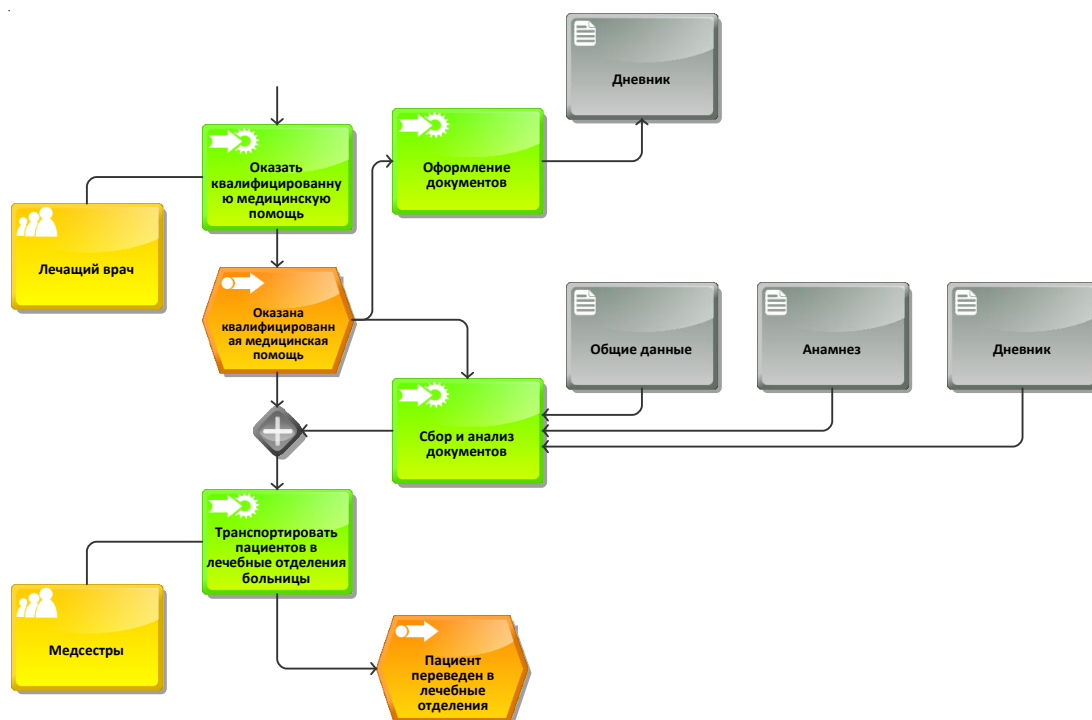 Дневник
Оказать
квалифицированну
ю медицинскую
помощь
Оформление
документов
Лечащий врач
Оказана
квалифицированн
ая медицинская
помощь
Общие данные
Анамнез
Дневник
Сбор и анализ
документов
Транспортировать
пациентов в
лечебные отделения
больницы
Медсестры
Пациент
переведен в
лечебные
отделения